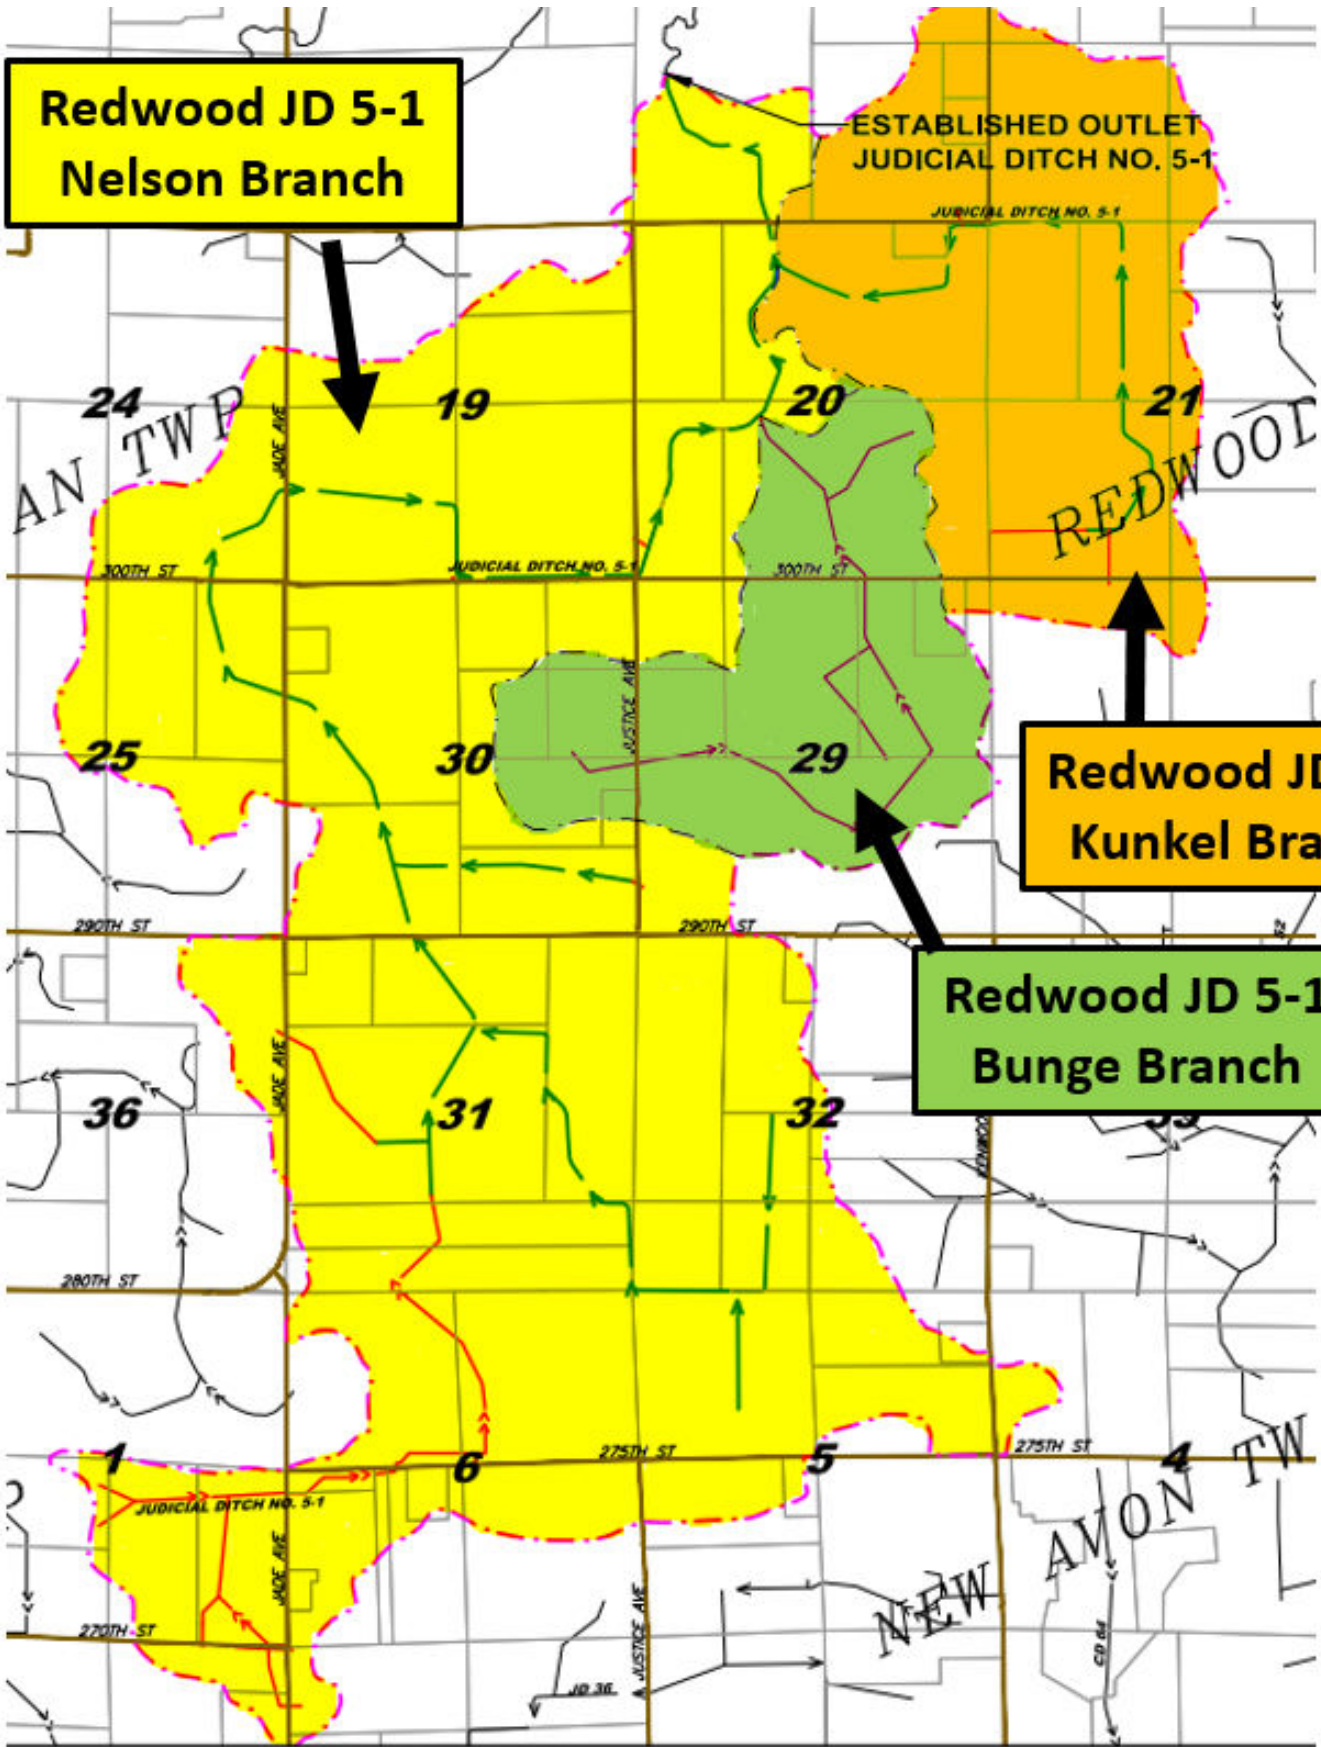 Redwood JD 5-1
Nelson Branch
ESTABLISHED OUTLET
JUDICIAL DITCH NO. 5-1
JUDICIAL DITCH NO. 5-1
24
19
20
21
AN TWP
JADE AVE
REDWOOD
300TH ST
JUDICIAL DITCH NO. 5-1
300TH ST
JUSTICE AVE
25
30
29
Redwood JD
Kunkel Bra
290TH ST
290TH ST
Redwood JD 5-1
Bunge Branch
JADE AVE
36
31
32
33
280TH ST
1
6
275TH ST
5
275TH ST
4
JUDICIAL DITCH NO. 5-1
JADE AVE
NEW AVON TW
270TH ST
JUSTICE AVE
JD 36
CD 64